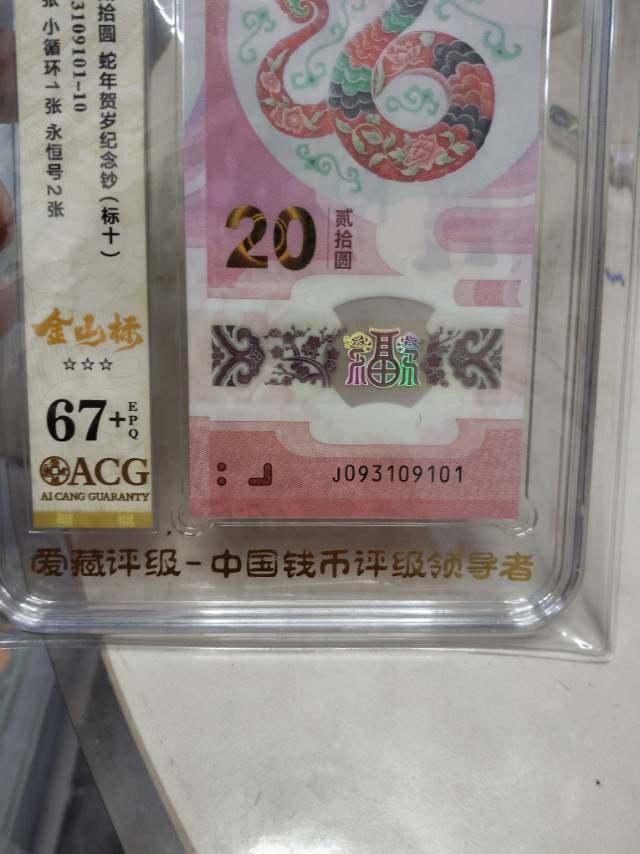 拾圆 蛇年贺岁纪念钞（标十）
3109101-10
张 小循环1张 永恒号2张
金山标
67+
EPQ
ACG
AI CANG GUARANTY
20
贰拾圆
福
J093109101
爱藏评级-中国钱币评级领导者